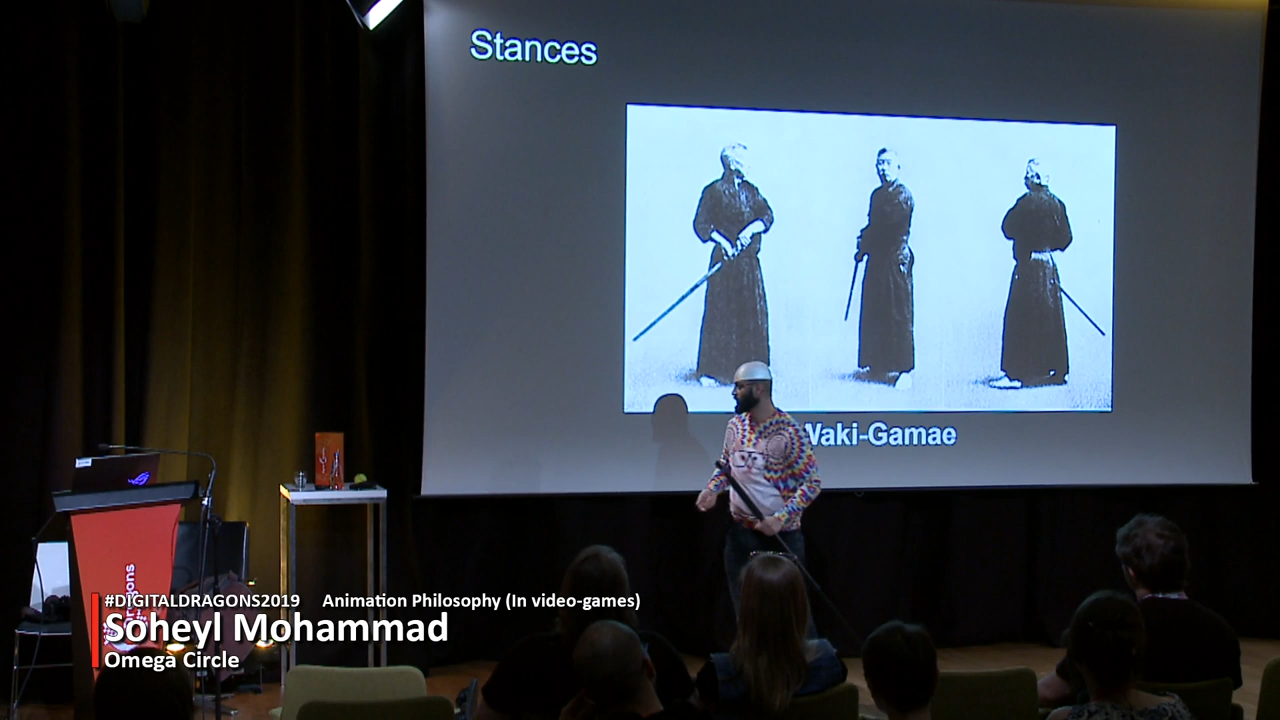 Stances
Waki-Gamae
#DIGITALDRAGONS2019 Animation Philosophy (In video-games)
Soheyl Mohammad
Omega Circle